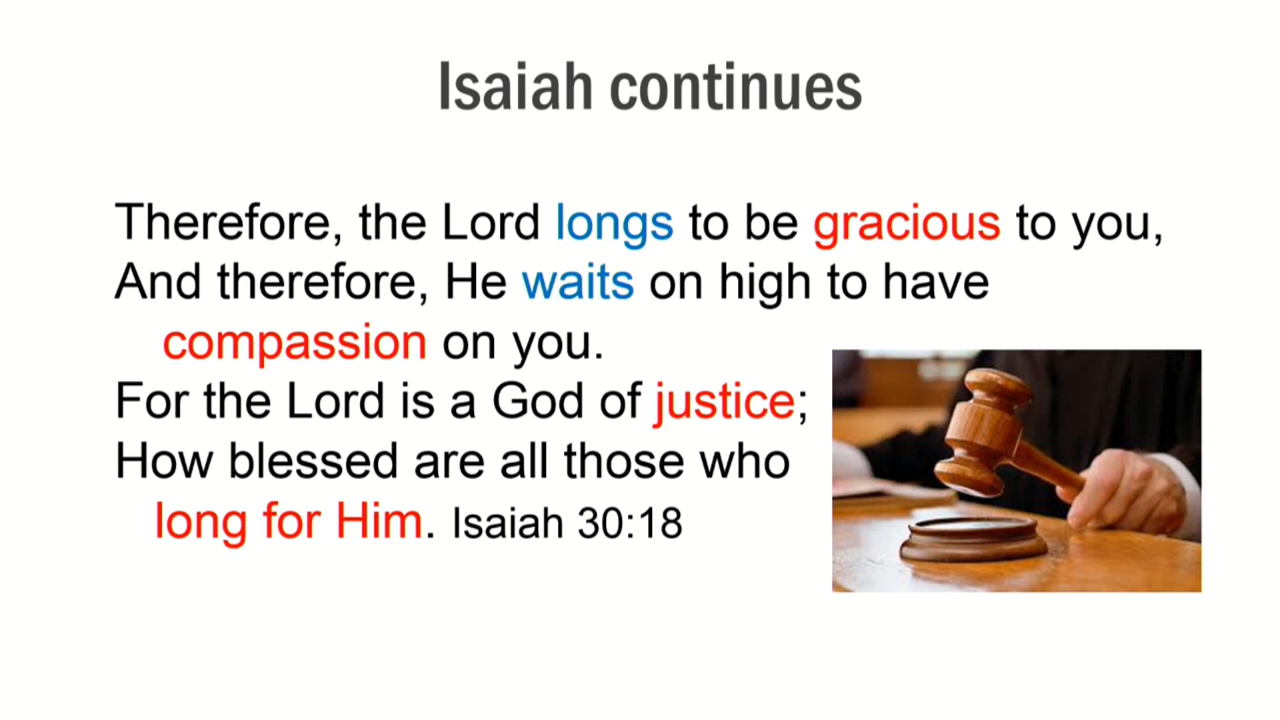 Isaiah continues
Therefore, the Lord longs to be gracious to you,
And therefore, He waits on high to have
compassion on you.
For the Lord is a God of justice;
How blessed are all those who
long for Him. Isaiah 30:18